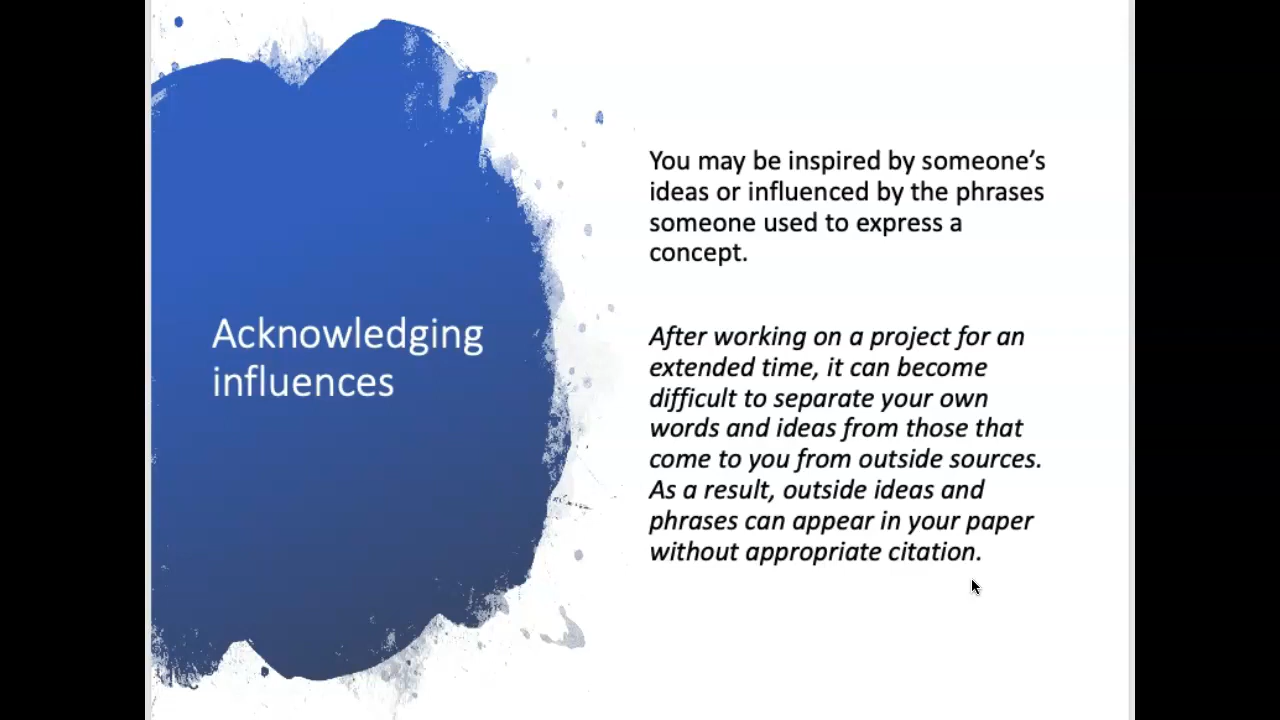 Acknowledging
influences
You may be inspired by someone’s
ideas or influenced by the phrases
someone used to express a
concept.
After working on a project for an
extended time, it can become
difficult to separate your own
words and ideas from those that
come to you from outside sources.
As a result, outside ideas and
phrases can appear in your paper
without appropriate citation.